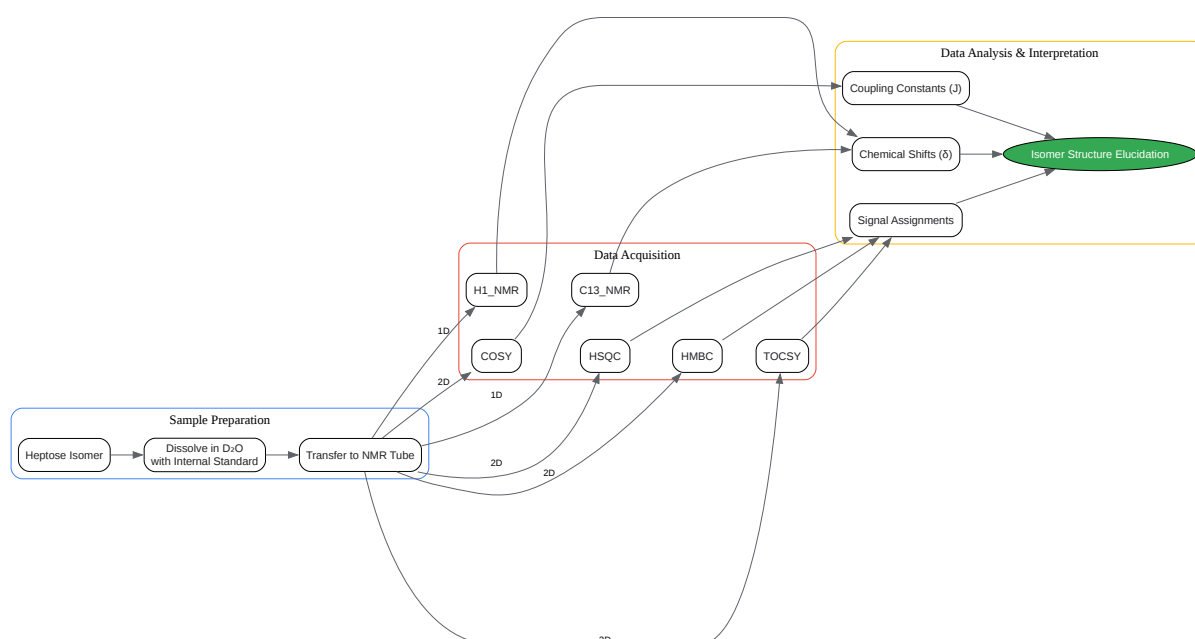 Data Analysis & Interpretation
Coupling Constants (J)
Chemical Shifts (δ)
Isomer Structure Elucidation
Signal Assignments
Data Acquisition
H1_NMR
C13_NMR
1D
COSY
HSQC
HMBC
TOCSY
2D
1D
Sample Preparation
Heptose Isomer
Dissolve in D₂O
with Internal Standard
Transfer to NMR Tube
2D
2D